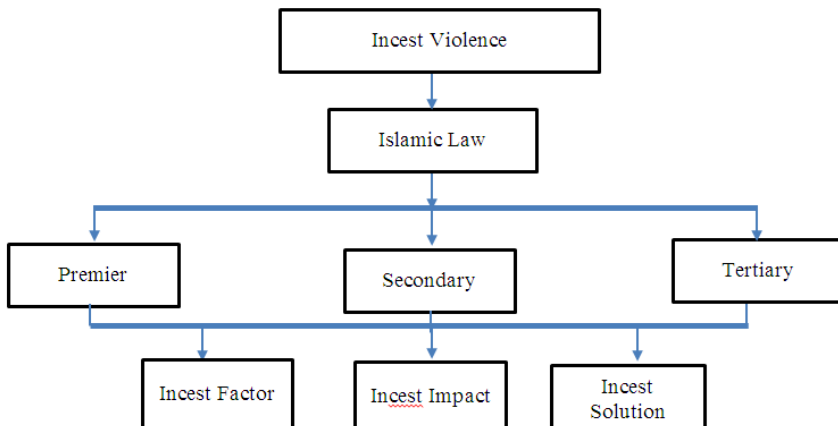 Incest Violence
Islamic Law
Premier
Secondary
Tertiary
Incest Factor
Incest Impact
Incest
Solution